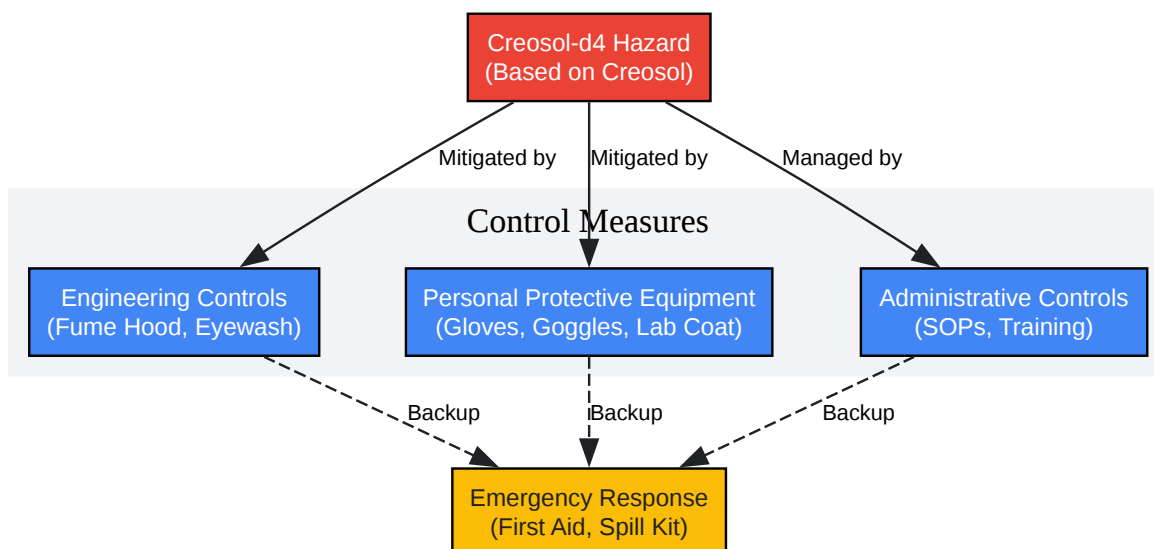 Creosol-d4 Hazard
(Based on Creosol)
Mitigated by
Mitigated by
Managed by
Control Measures
Engineering Controls
(Fume Hood, Eyewash)
Personal Protective Equipment
(Gloves, Goggles, Lab Coat)
Administrative Controls
(SOPs, Training)
Backup
Backup
Backup
Emergency Response
(First Aid, Spill Kit)